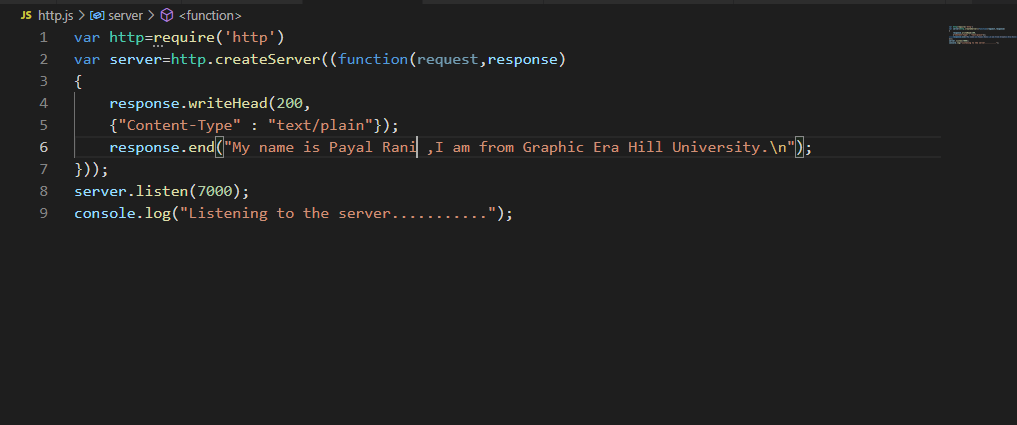 JS http.js > server > <function>
1 var http=require('http')
2 var server=http.createServer((function(request,response)
3 {
4     response.writeHead(200,
5     {"Content-Type" : "text/plain"});
6     response.end("My name is Payal Rani ,I am from Graphic Era Hill University.\n");
7 }));
8 server.listen(7000);
9 console.log("Listening to the server...........");